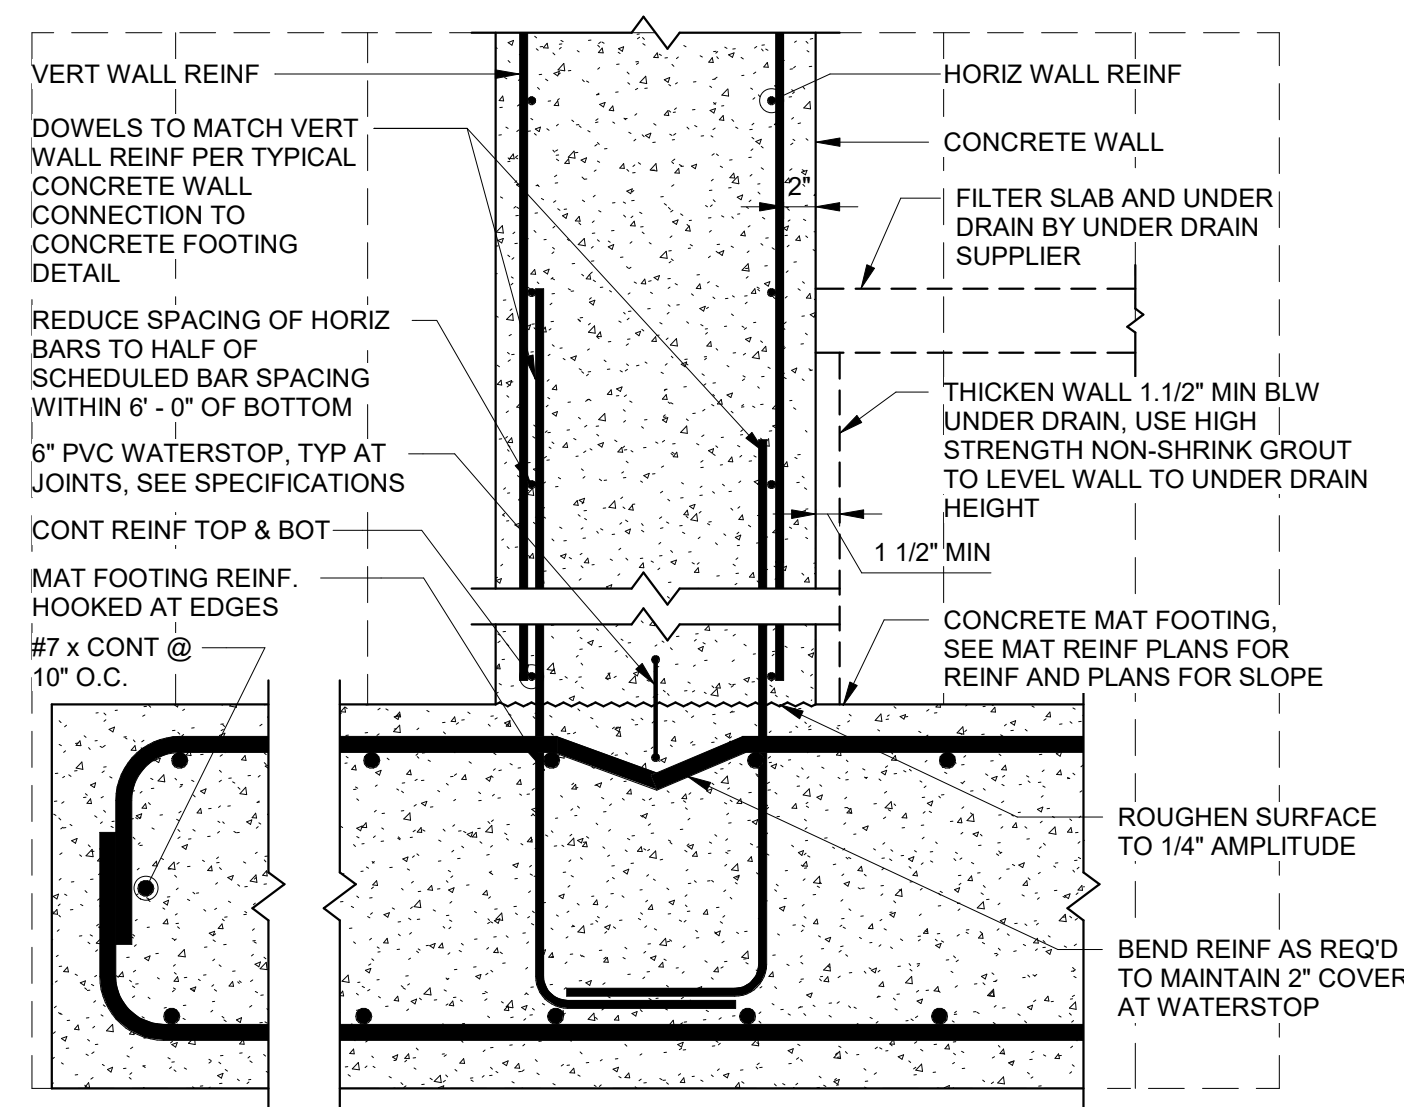 VERT WALL REINF
DOWELS TO MATCH VERT
WALL REINF PER TYPICAL
CONCRETE WALL
CONNECTION TO
CONCRETE FOOTING
DETAIL
REDUCE SPACING OF HORIZ
BARS TO HALF OF
SCHEDULED BAR SPACING
WITHIN 6' - 0" OF BOTTOM
6" PVC WATERSTOP, TYP AT
JOINTS, SEE SPECIFICATIONS
CONT REINF TOP & BOT
MAT FOOTING REINF.
HOOKED AT EDGES
#7 x CONT @
10" O.C.
2"
HORIZ WALL REINF
CONCRETE WALL
FILTER SLAB AND UNDER
DRAIN BY UNDER DRAIN
SUPPLIER
THICKEN WALL 1.1/2" MIN BLW
UNDER DRAIN, USE HIGH
STRENGTH NON-SHRINK GROUT
TO LEVEL WALL TO UNDER DRAIN
HEIGHT
1 1/2" MIN
CONCRETE MAT FOOTING,
SEE MAT REINF PLANS FOR
REINF AND PLANS FOR SLOPE
ROUGHEN SURFACE
TO 1/4" AMPLITUDE
BEND REINF AS REQ'D
TO MAINTAIN 2" COVER
AT WATERSTOP